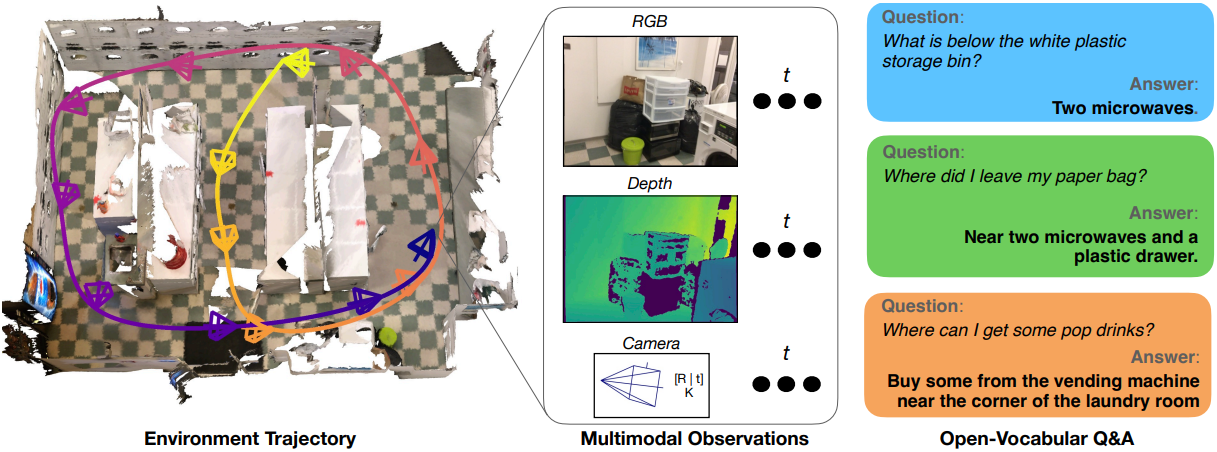 RGB
t
Depth
t
Camera
[R | t]
K
t
Question:
What is below the white plastic
storage bin?
Answer:
Two microwaves.
Question:
Where did I leave my paper bag?
Answer:
Near two microwaves and a
plastic drawer.
Question:
Where can I get some pop drinks?
Answer:
Buy some from the vending machine
near the corner of the laundry room
Environment Trajectory
Multimodal Observations
Open-Vocabular Q&A